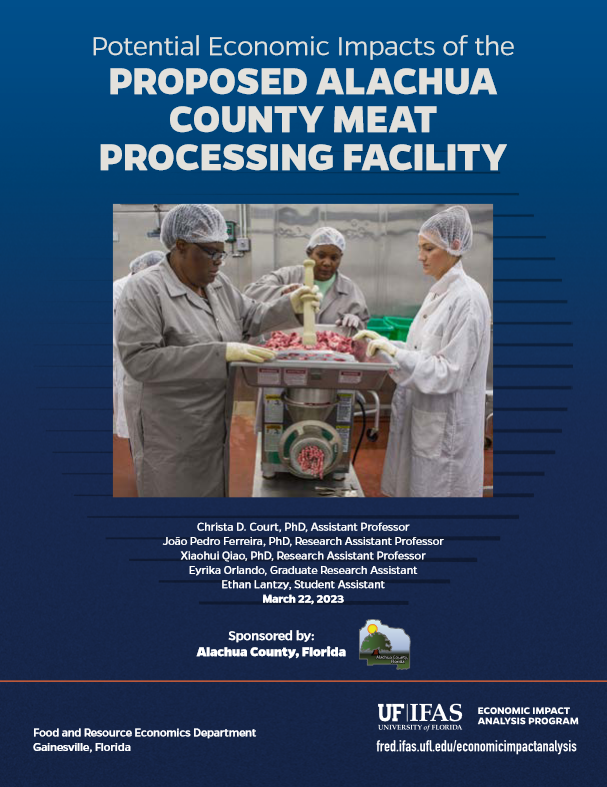 Potential Economic Impacts of the
PROPOSED ALACHUA
COUNTY MEAT
PROCESSING FACILITY
Christa D. Court, PhD, Assistant Professor
João Pedro Ferreira, PhD, Research Assistant Professor
Xiaohui Qiao, PhD, Research Assistant Professor
Eyrika Orlando, Graduate Research Assistant
Ethan Lantzy, Student Assistant
March 22, 2023
Sponsored by:
Alachua County, Florida
Alachua County
Florida
Food and Resource Economics Department
Gainesville, Florida
UF|IFAS
UNIVERSITY of FLORIDA
ECONOMIC IMPACT
ANALYSIS PROGRAM
fred.ifas.ufl.edu/economicimpactanalysis